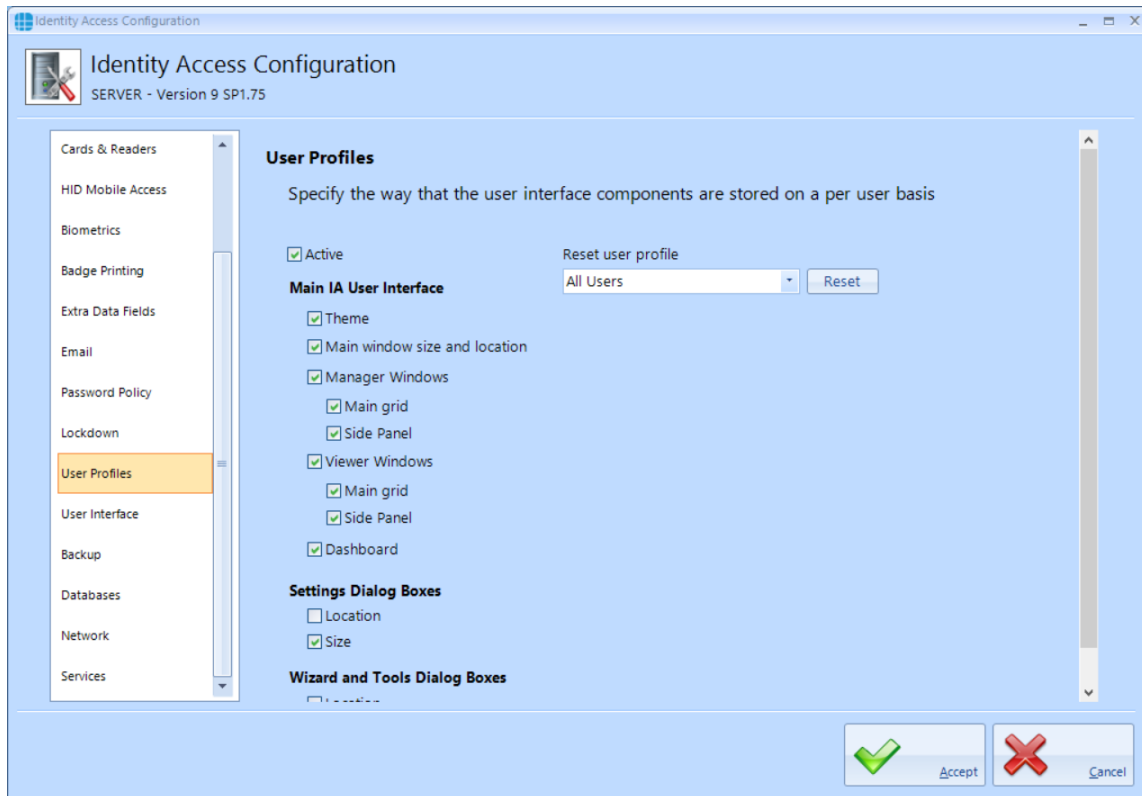 Identity Access Configuration
Identity Access Configuration
SERVER - Version 9 SP1.75
Cards & Readers
HID Mobile Access
Biometrics
Badge Printing
Extra Data Fields
Email
Password Policy
Lockdown
User Profiles
User Interface
Backup
Databases
Network
Services
User Profiles
Specify the way that the user interface components are stored on a per user basis
Active
Reset user profile
All Users
Reset
Main IA User Interface
Theme
Main window size and location
Manager Windows
Main grid
Side Panel
Viewer Windows
Main grid
Side Panel
Dashboard
Settings Dialog Boxes
Location
Size
Wizard and Tools Dialog Boxes
Accept
Cancel